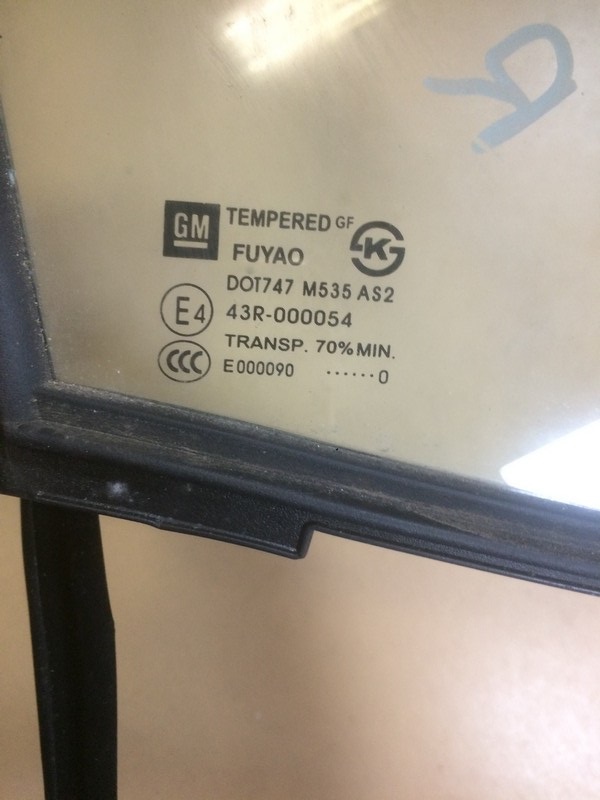 GM TEMPERED GF
FUYAO
DOT747 M535 AS2
E4 43R-000054
TRANSP. 70% MIN.
CCC E000090 ······0
R